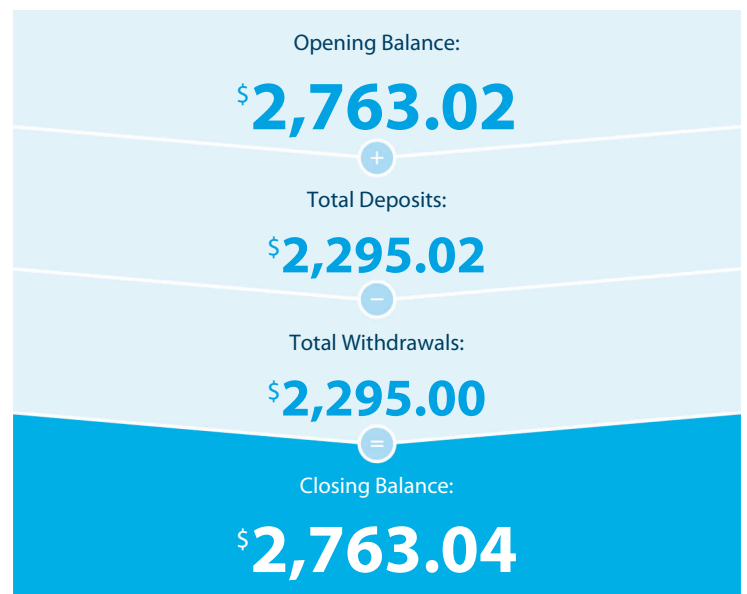 Opening Balance:
$2,763.02
+
Total Deposits:
$2,295.02
−
Total Withdrawals:
$2,295.00
=
Closing Balance:
$2,763.04